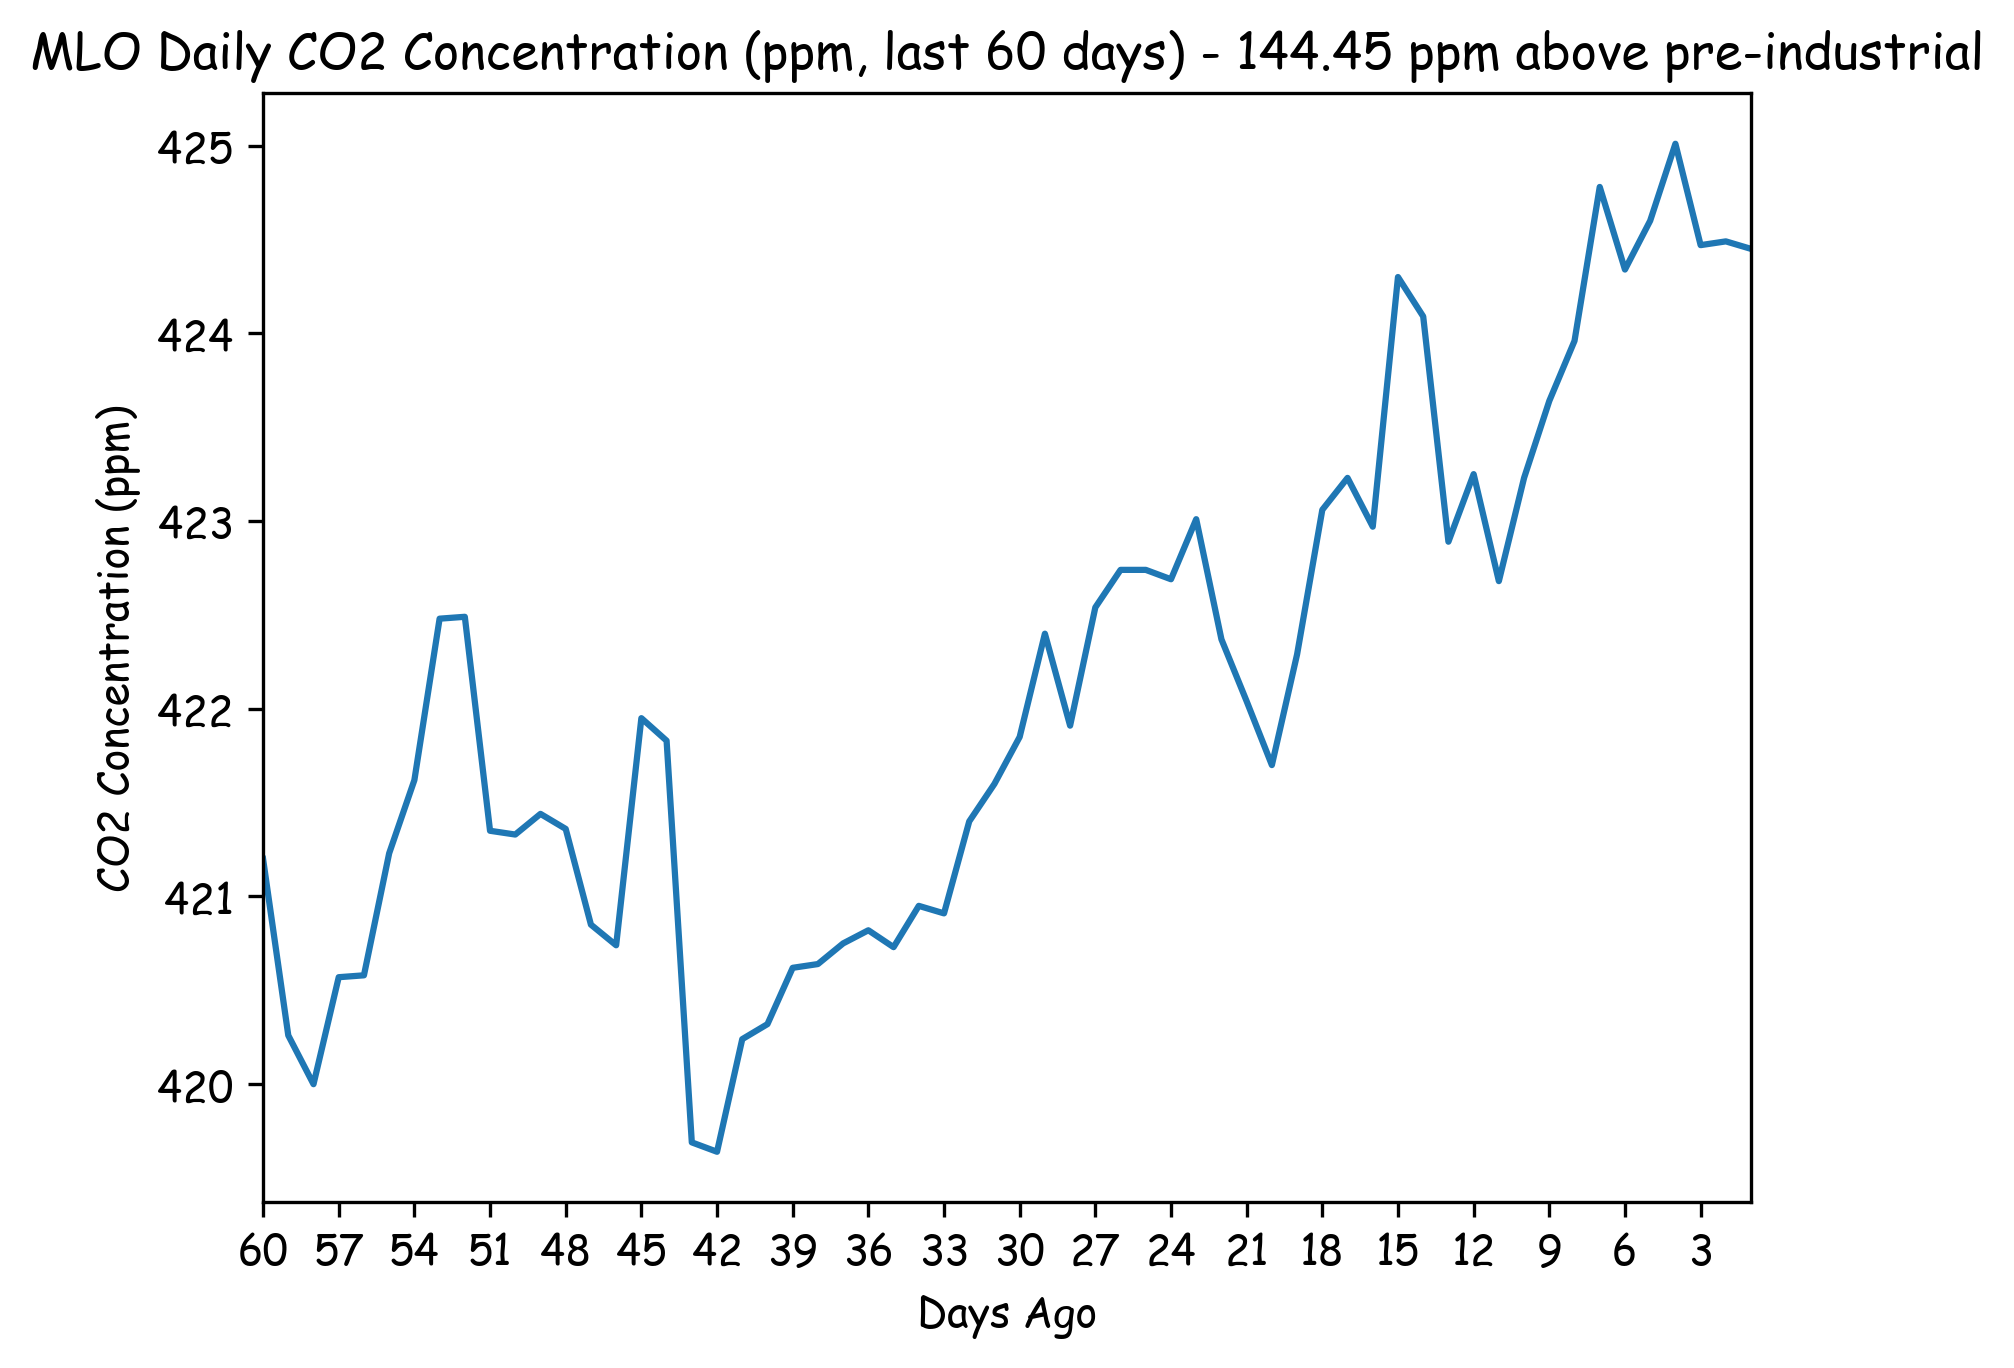 MLO Daily CO2 Concentration (ppm, last 60 days) - 144.45 ppm above pre-industrial
425
424
423
422
421
420
CO2 Concentration (ppm)
60 57 54 51 48 45 42 39 36 33 30 27 24 21 18 15 12 9 6 3
Days Ago